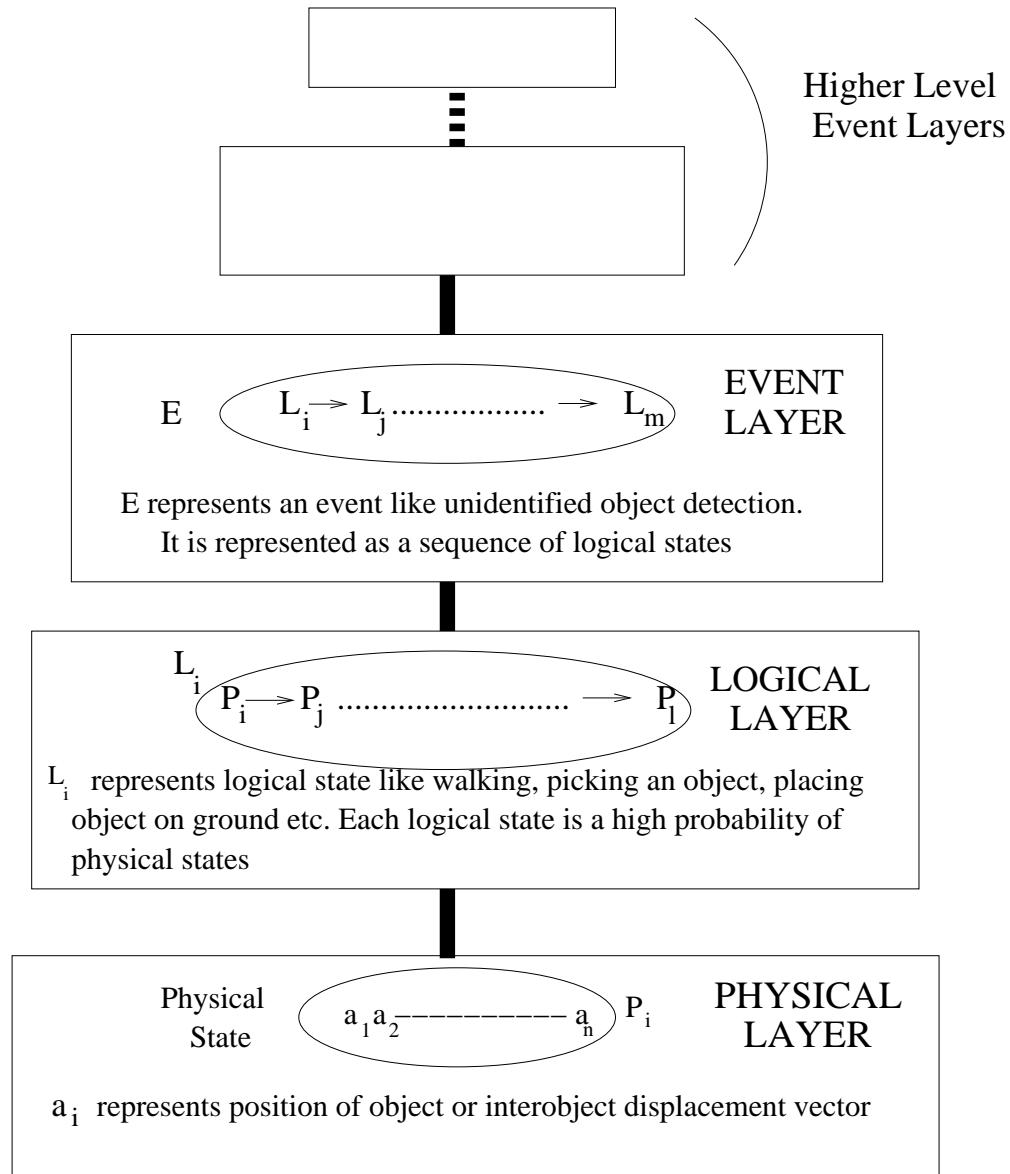 Higher Level
Event Layers
EVENT
LAYER
E
L_i → L_j .................. → L_m
E represents an event like unidentified object detection.
It is represented as a sequence of logical states
LOGICAL
LAYER
L_i
P_i → P_j .......................... → P_l
L_i represents logical state like walking, picking an object, placing
object on ground etc. Each logical state is a high probability of
physical states
PHYSICAL
LAYER
Physical
State
a_1 a_2 ––––––––––– a_n
P_i
a_i represents position of object or interobject displacement vector